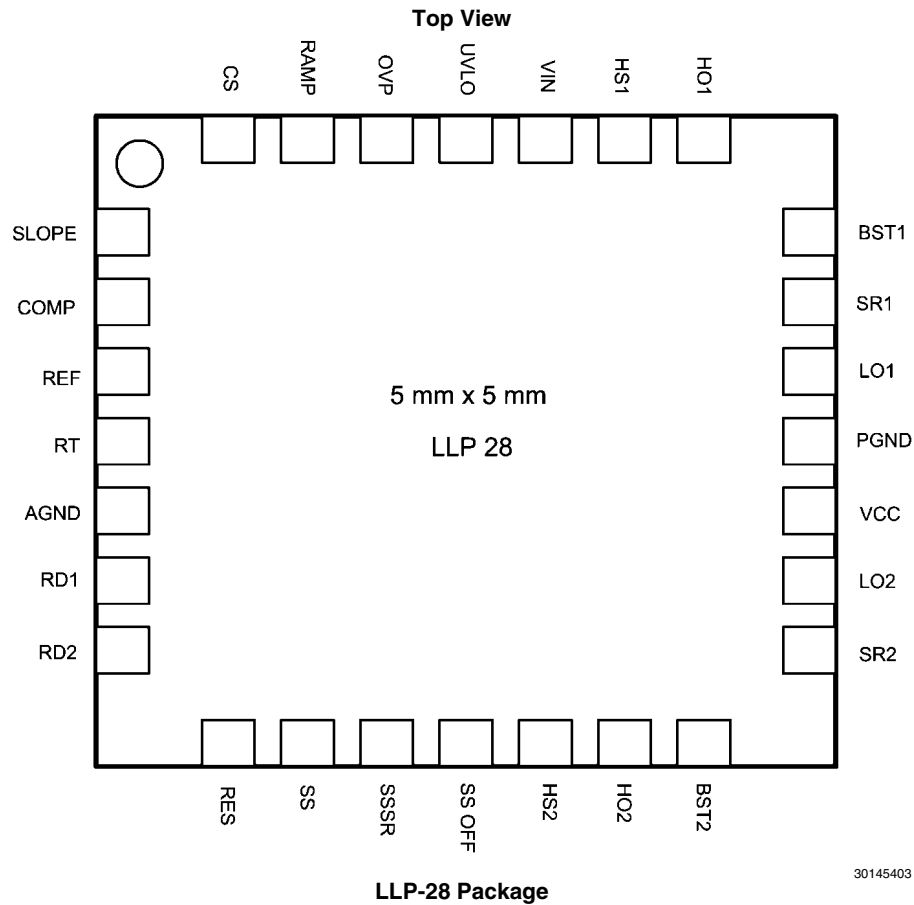 Top View
CS
RAMP
OVP
UVLO
VIN
HS1
HO1
SLOPE
COMP
REF
RT
AGND
RD1
RD2
5 mm x 5 mm
LLP 28
BST1
SR1
LO1
PGND
VCC
LO2
SR2
RES
SS
SSSR
SS OFF
HS2
HO2
BST2
30145403
LLP-28 Package